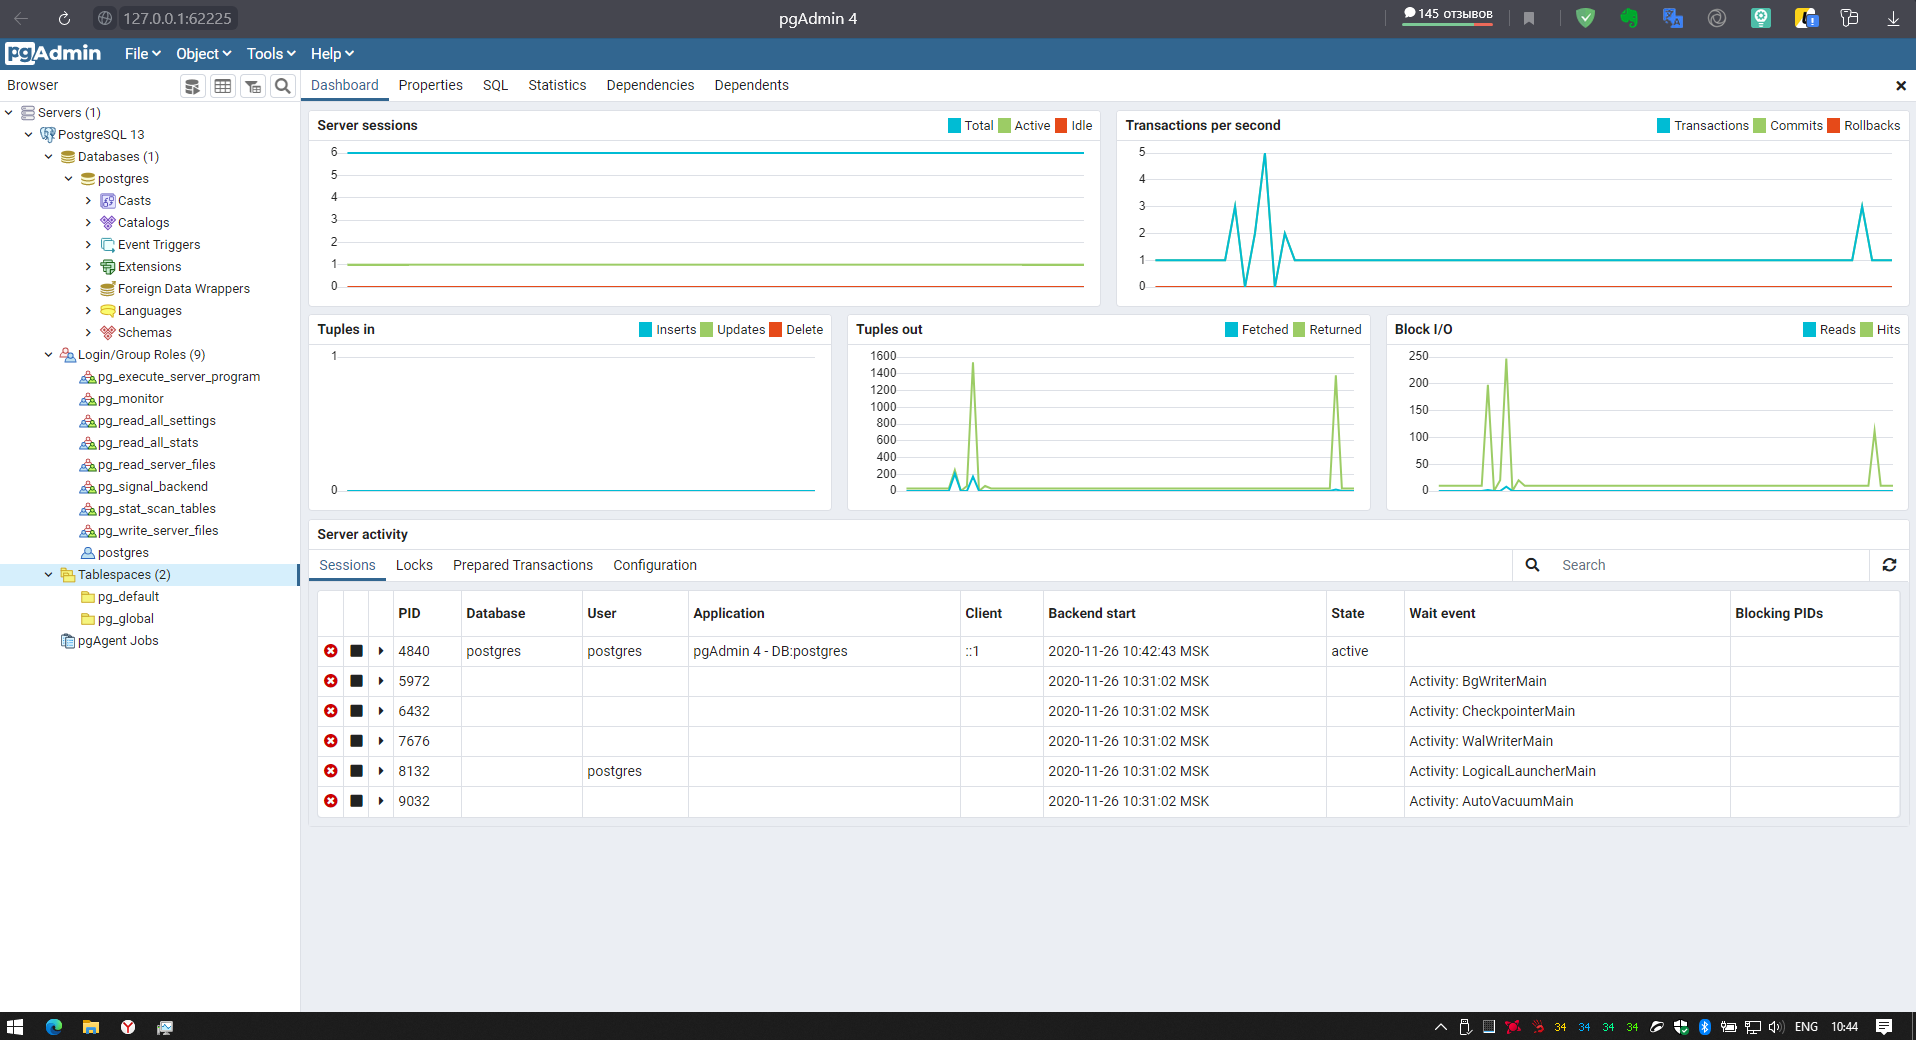 127.0.0.1:62225
pgAdmin 4
145 отзывов
pgAdmin File Object Tools Help
Browser
Dashboard Properties SQL Statistics Dependencies Dependents
Servers (1)
PostgreSQL 13
Databases (1)
postgres
Casts
Catalogs
Event Triggers
Extensions
Foreign Data Wrappers
Languages
Schemas
Login/Group Roles (9)
pg_execute_server_program
pg_monitor
pg_read_all_settings
pg_read_all_stats
pg_read_server_files
pg_signal_backend
pg_stat_scan_tables
pg_write_server_files
postgres
Tablespaces (2)
pg_default
pg_global
pgAgent Jobs
Server sessions
Total Active Idle
6
5
4
3
2
1
0
Transactions per second
Transactions Commits Rollbacks
5
4
3
2
1
0
Tuples in
Inserts Updates Delete
1
0
Tuples out
Fetched Returned
1600
1400
1200
1000
800
600
400
200
0
Block I/O
Reads Hits
250
200
150
100
50
0
Server activity
Sessions Locks Prepared Transactions Configuration
Search
PID Database User Application Client Backend start State Wait event Blocking PIDs
4840 postgres postgres pgAdmin 4 - DB:postgres ::1 2020-11-26 10:42:43 MSK active
5972 2020-11-26 10:31:02 MSK Activity: BgWriterMain
6432 2020-11-26 10:31:02 MSK Activity: CheckpointerMain
7676 2020-11-26 10:31:02 MSK Activity: WalWriterMain
8132 postgres 2020-11-26 10:31:02 MSK Activity: LogicalLauncherMain
9032 2020-11-26 10:31:02 MSK Activity: AutoVacuumMain
34 34 34 34 ENG 10:44